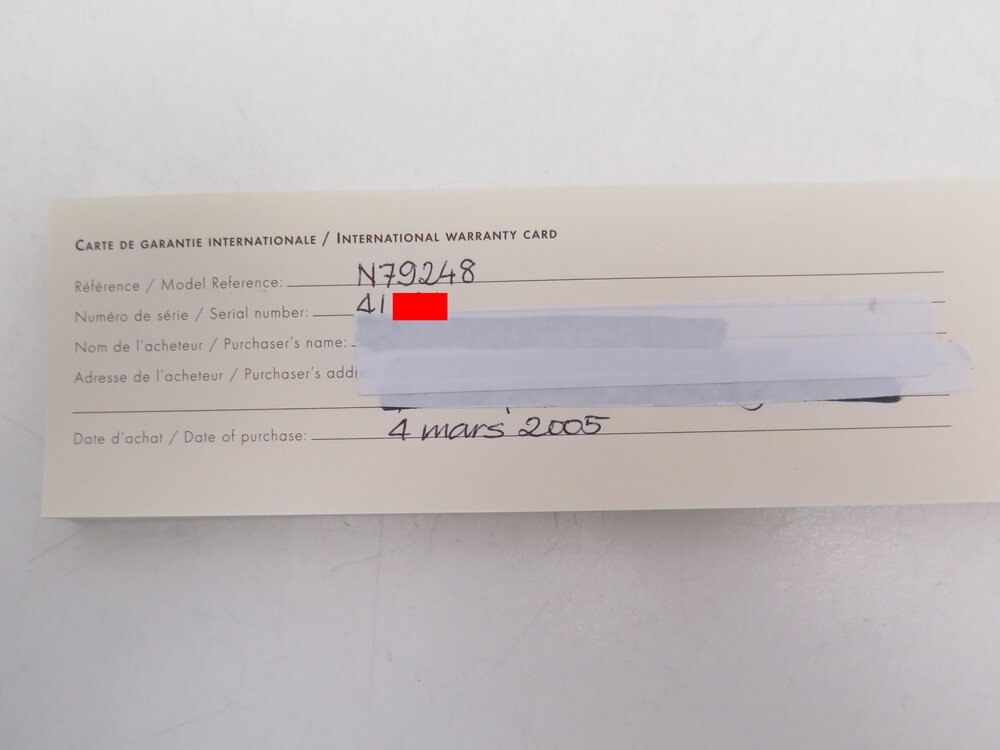 CARTE DE GARANTIE INTERNATIONALE / INTERNATIONAL WARRANTY CARD
Référence / Model Reference: N79248
Numéro de série / Serial number: 41
Nom de l'acheteur / Purchaser's name:
Adresse de l'acheteur / Purchaser's addr
Date d'achat / Date of purchase: 4 mars 2005